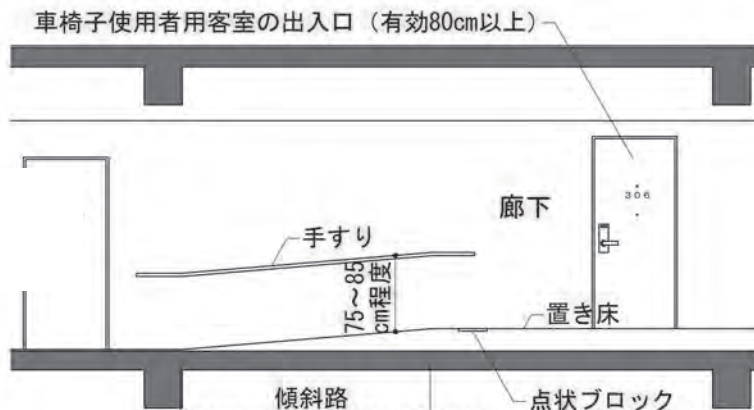 車椅子使用者用客室の出入口（有効80cm以上）
306
廊下
手すり
75～85
cm程度
置き床
傾斜路
点状ブロック